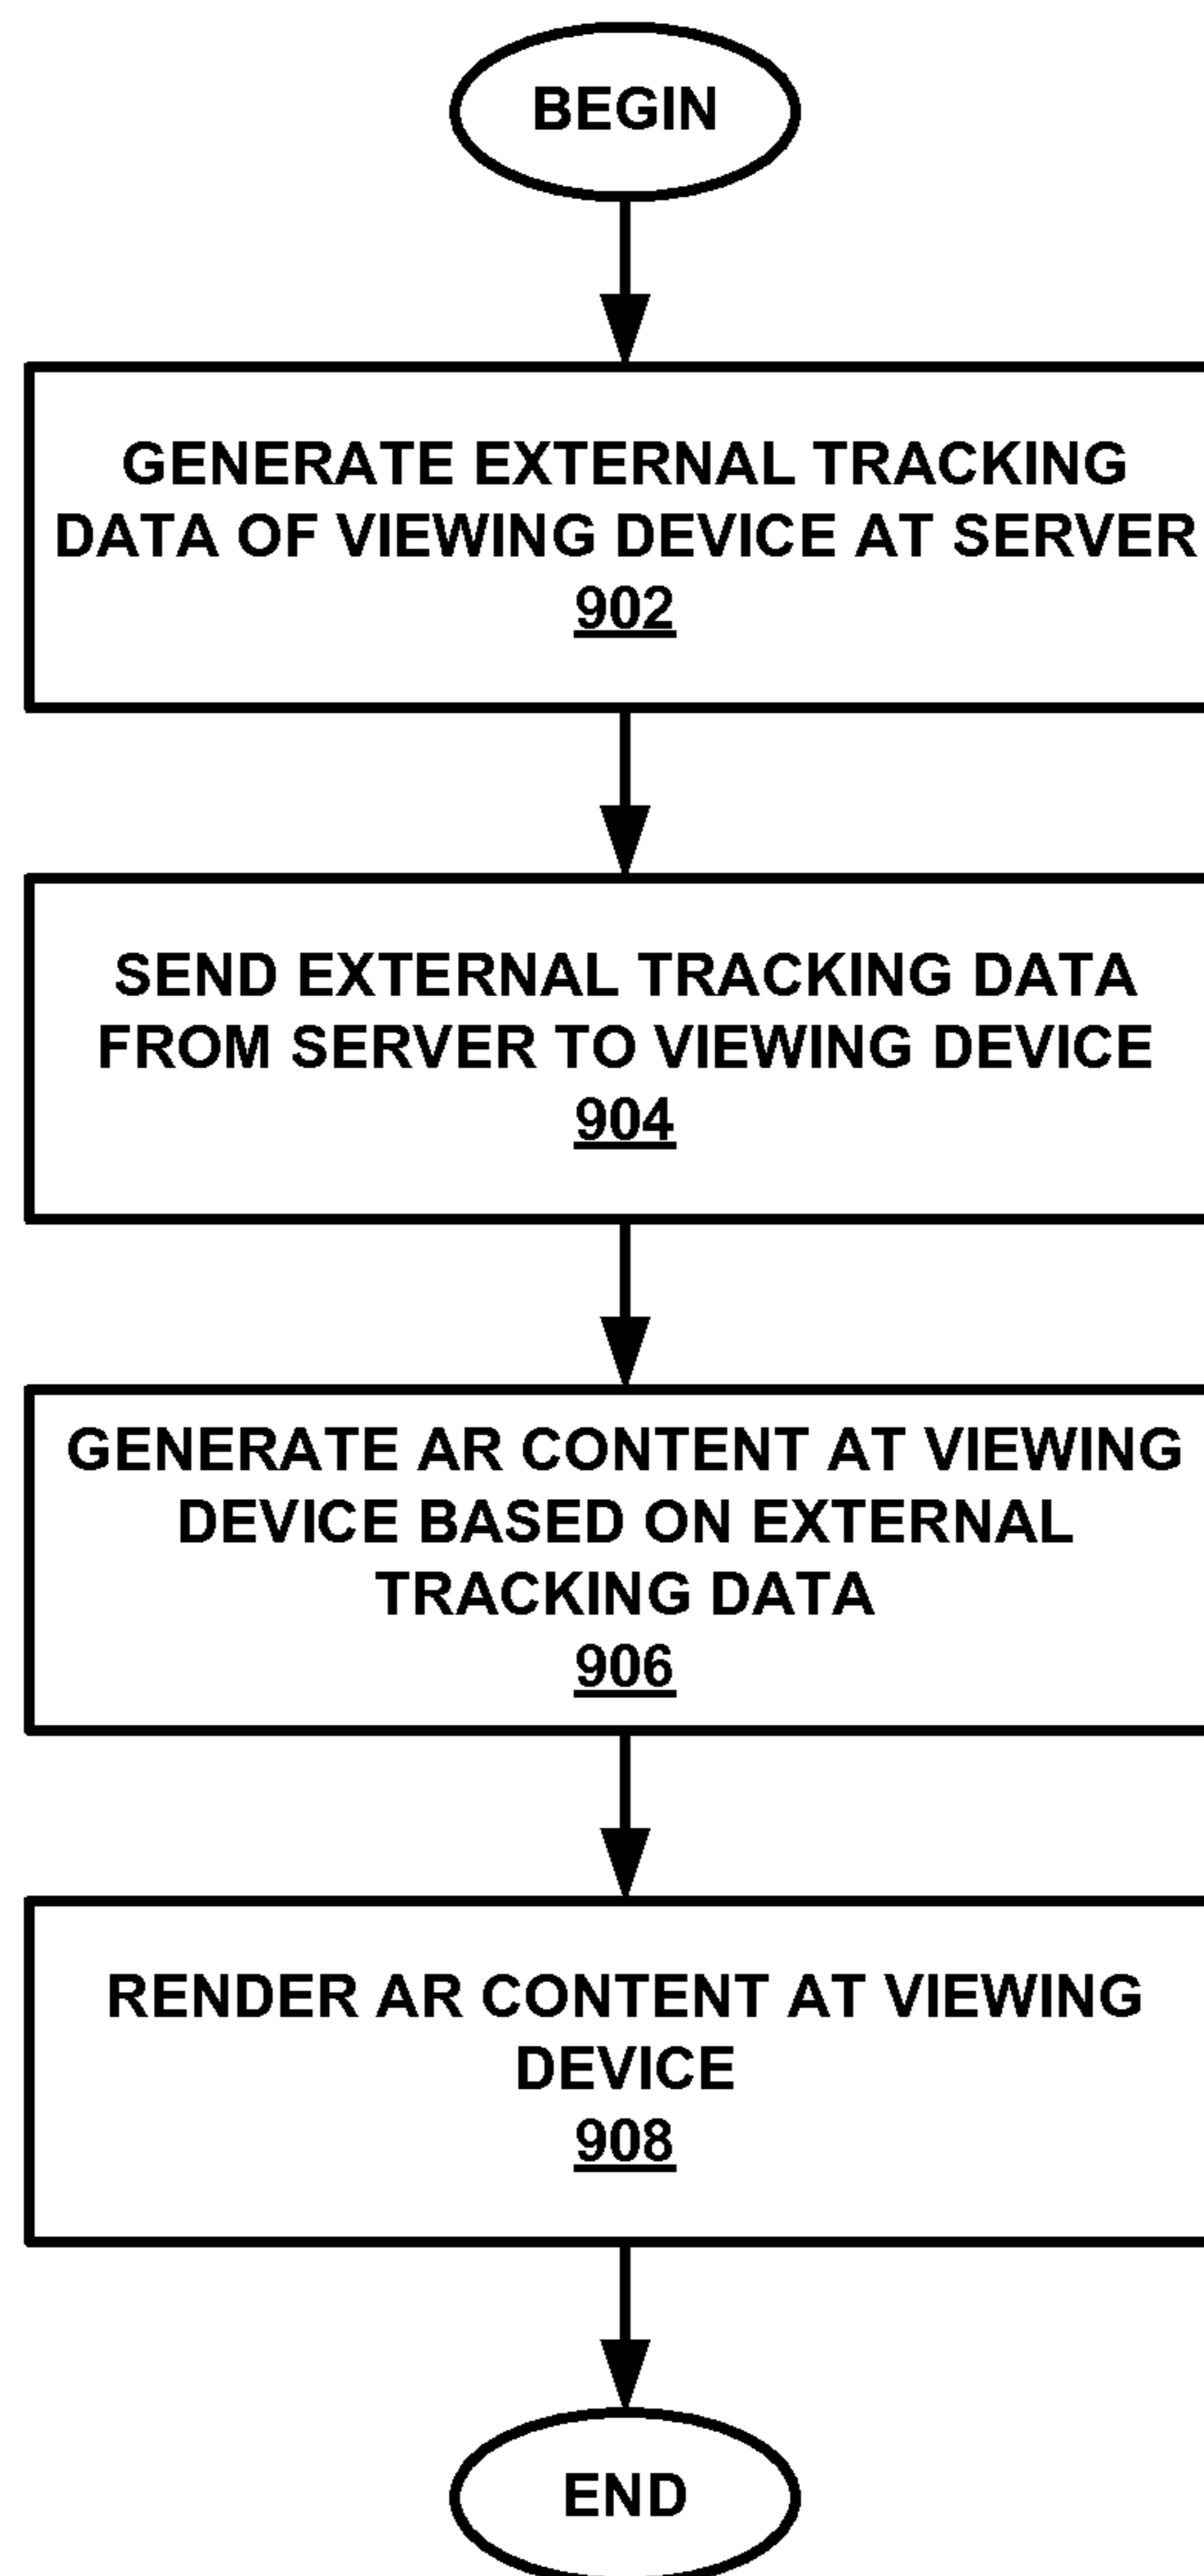 BEGIN
GENERATE EXTERNAL TRACKING
DATA OF VIEWING DEVICE AT SERVER
902
SEND EXTERNAL TRACKING DATA
FROM SERVER TO VIEWING DEVICE
904
GENERATE AR CONTENT AT VIEWING
DEVICE BASED ON EXTERNAL
TRACKING DATA
906
RENDER AR CONTENT AT VIEWING
DEVICE
908
END